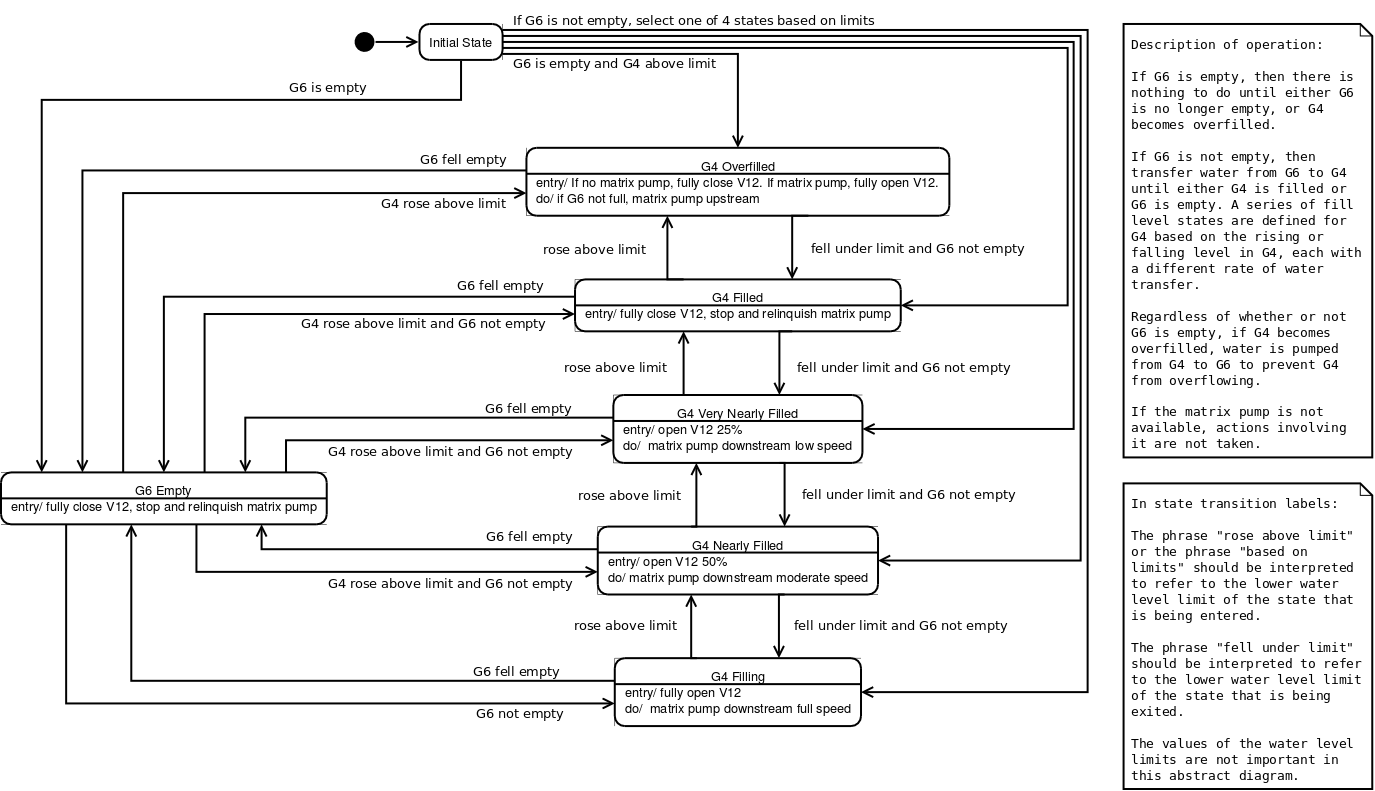 If G6 is not empty, select one of 4 states based on limits
Initial State
G6 is empty and G4 above limit
G6 is empty
G6 fell empty
G4 Overfilled
entry/ If no matrix pump, fully close V12. If matrix pump, fully open V12.
do/ if G6 not full, matrix pump upstream
G4 rose above limit
rose above limit
fell under limit and G6 not empty
G6 fell empty
G4 Filled
entry/ fully close V12, stop and relinquish matrix pump
G4 rose above limit and G6 not empty
rose above limit
fell under limit and G6 not empty
G6 fell empty
G4 Very Nearly Filled
entry/ open V12 25%
do/  matrix pump downstream low speed
G4 rose above limit and G6 not empty
G6 Empty
entry/ fully close V12, stop and relinquish matrix pump
rose above limit
fell under limit and G6 not empty
G6 fell empty
G4 Nearly Filled
entry/ open V12 50%
do/ matrix pump downstream moderate speed
G4 rose above limit and G6 not empty
rose above limit
fell under limit and G6 not empty
G6 fell empty
G4 Filling
entry/ fully open V12
do/  matrix pump downstream full speed
G6 not empty
Description of operation:
If G6 is empty, then there is
nothing to do until either G6
is no longer empty, or G4
becomes overfilled.
If G6 is not empty, then
transfer water from G6 to G4
until either G4 is filled or
G6 is empty. A series of fill
level states are defined for
G4 based on the rising or
falling level in G4, each with
a different rate of water
transfer.
Regardless of whether or not
G6 is empty, if G4 becomes
overfilled, water is pumped
from G4 to G6 to prevent G4
from overflowing.
If the matrix pump is not
available, actions involving
it are not taken.
In state transition labels:
The phrase "rose above limit"
or the phrase "based on
limits" should be interpreted
to refer to the lower water
level limit of the state that
is being entered.
The phrase "fell under limit"
should be interpreted to refer
to the lower water level limit
of the state that is being
exited.
The values of the water level
limits are not important in
this abstract diagram.